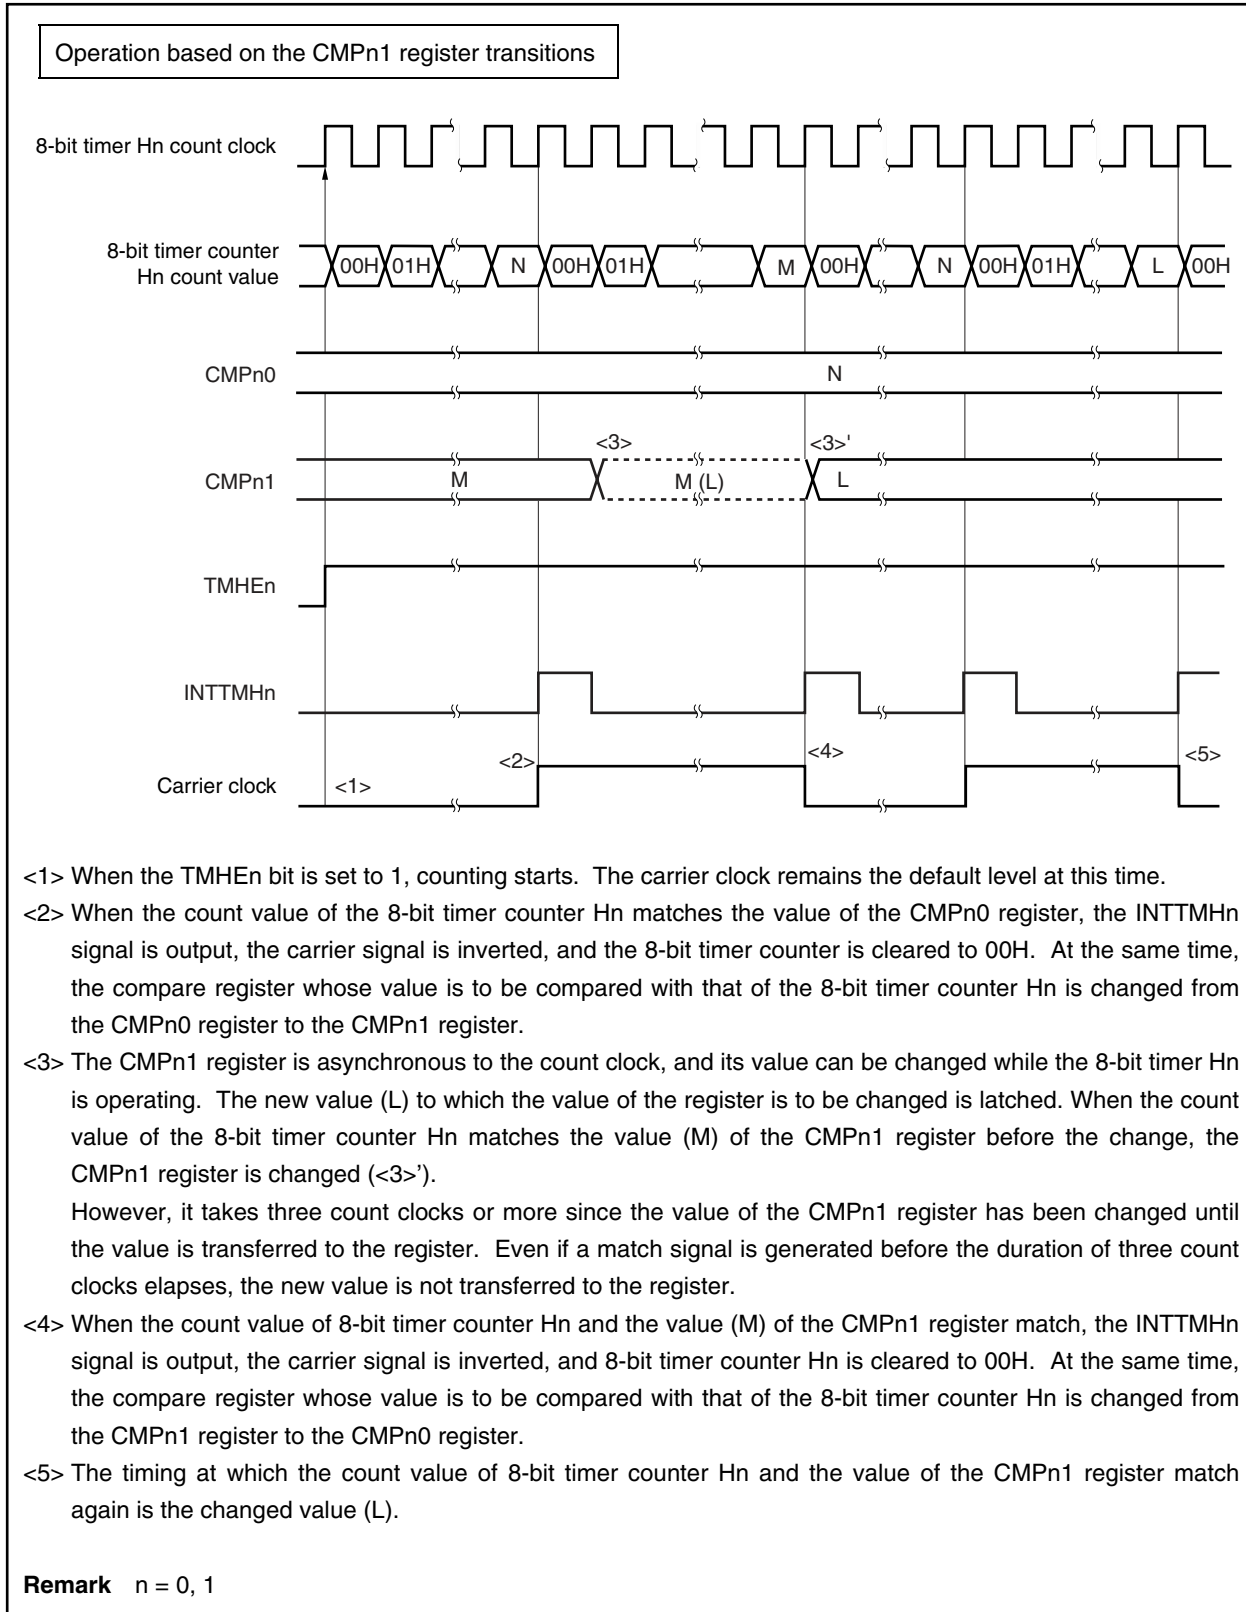 Operation based on the CMPn1 register transitions
8-bit timer Hn count clock
8-bit timer counter
Hn count value
00H 01H N 00H 01H M 00H N 00H 01H L 00H
CMPn0
N
<3> <3>'
CMPn1
M M (L) L
TMHEn
INTTMHn
<2> <4> <5>
Carrier clock
<1>
<1> When the TMHEn bit is set to 1, counting starts. The carrier clock remains the default level at this time.
<2> When the count value of the 8-bit timer counter Hn matches the value of the CMPn0 register, the INTTMHn
signal is output, the carrier signal is inverted, and the 8-bit timer counter is cleared to 00H. At the same time,
the compare register whose value is to be compared with that of the 8-bit timer counter Hn is changed from
the CMPn0 register to the CMPn1 register.
<3> The CMPn1 register is asynchronous to the count clock, and its value can be changed while the 8-bit timer Hn
is operating. The new value (L) to which the value of the register is to be changed is latched. When the count
value of the 8-bit timer counter Hn matches the value (M) of the CMPn1 register before the change, the
CMPn1 register is changed (<3>’).
However, it takes three count clocks or more since the value of the CMPn1 register has been changed until
the value is transferred to the register. Even if a match signal is generated before the duration of three count
clocks elapses, the new value is not transferred to the register.
<4> When the count value of 8-bit timer counter Hn and the value (M) of the CMPn1 register match, the INTTMHn
signal is output, the carrier signal is inverted, and 8-bit timer counter Hn is cleared to 00H. At the same time,
the compare register whose value is to be compared with that of the 8-bit timer counter Hn is changed from
the CMPn1 register to the CMPn0 register.
<5> The timing at which the count value of 8-bit timer counter Hn and the value of the CMPn1 register match
again is the changed value (L).
Remark n = 0, 1